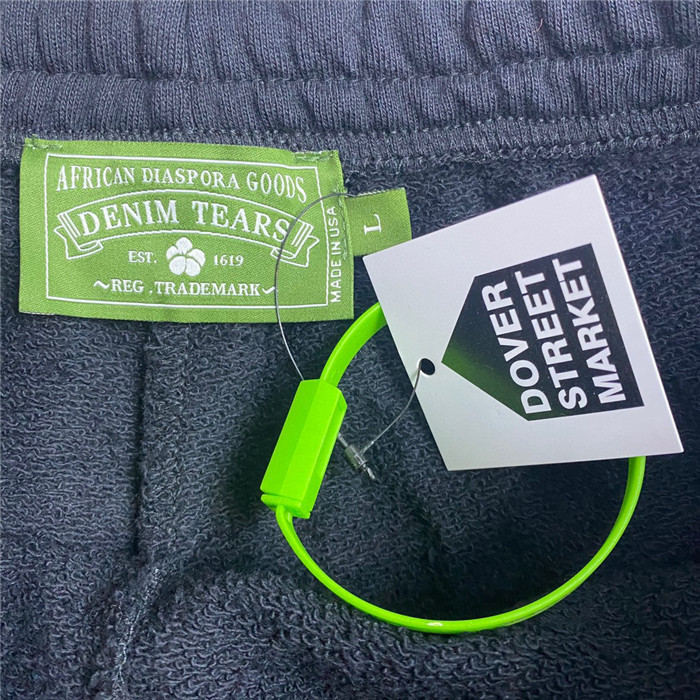 AFRICAN DIASPORA GOODS
DENIM TEARS
EST. 1619
~REG .TRADEMARK~
MADE IN USA
L
DOVER
STREET
MARKET